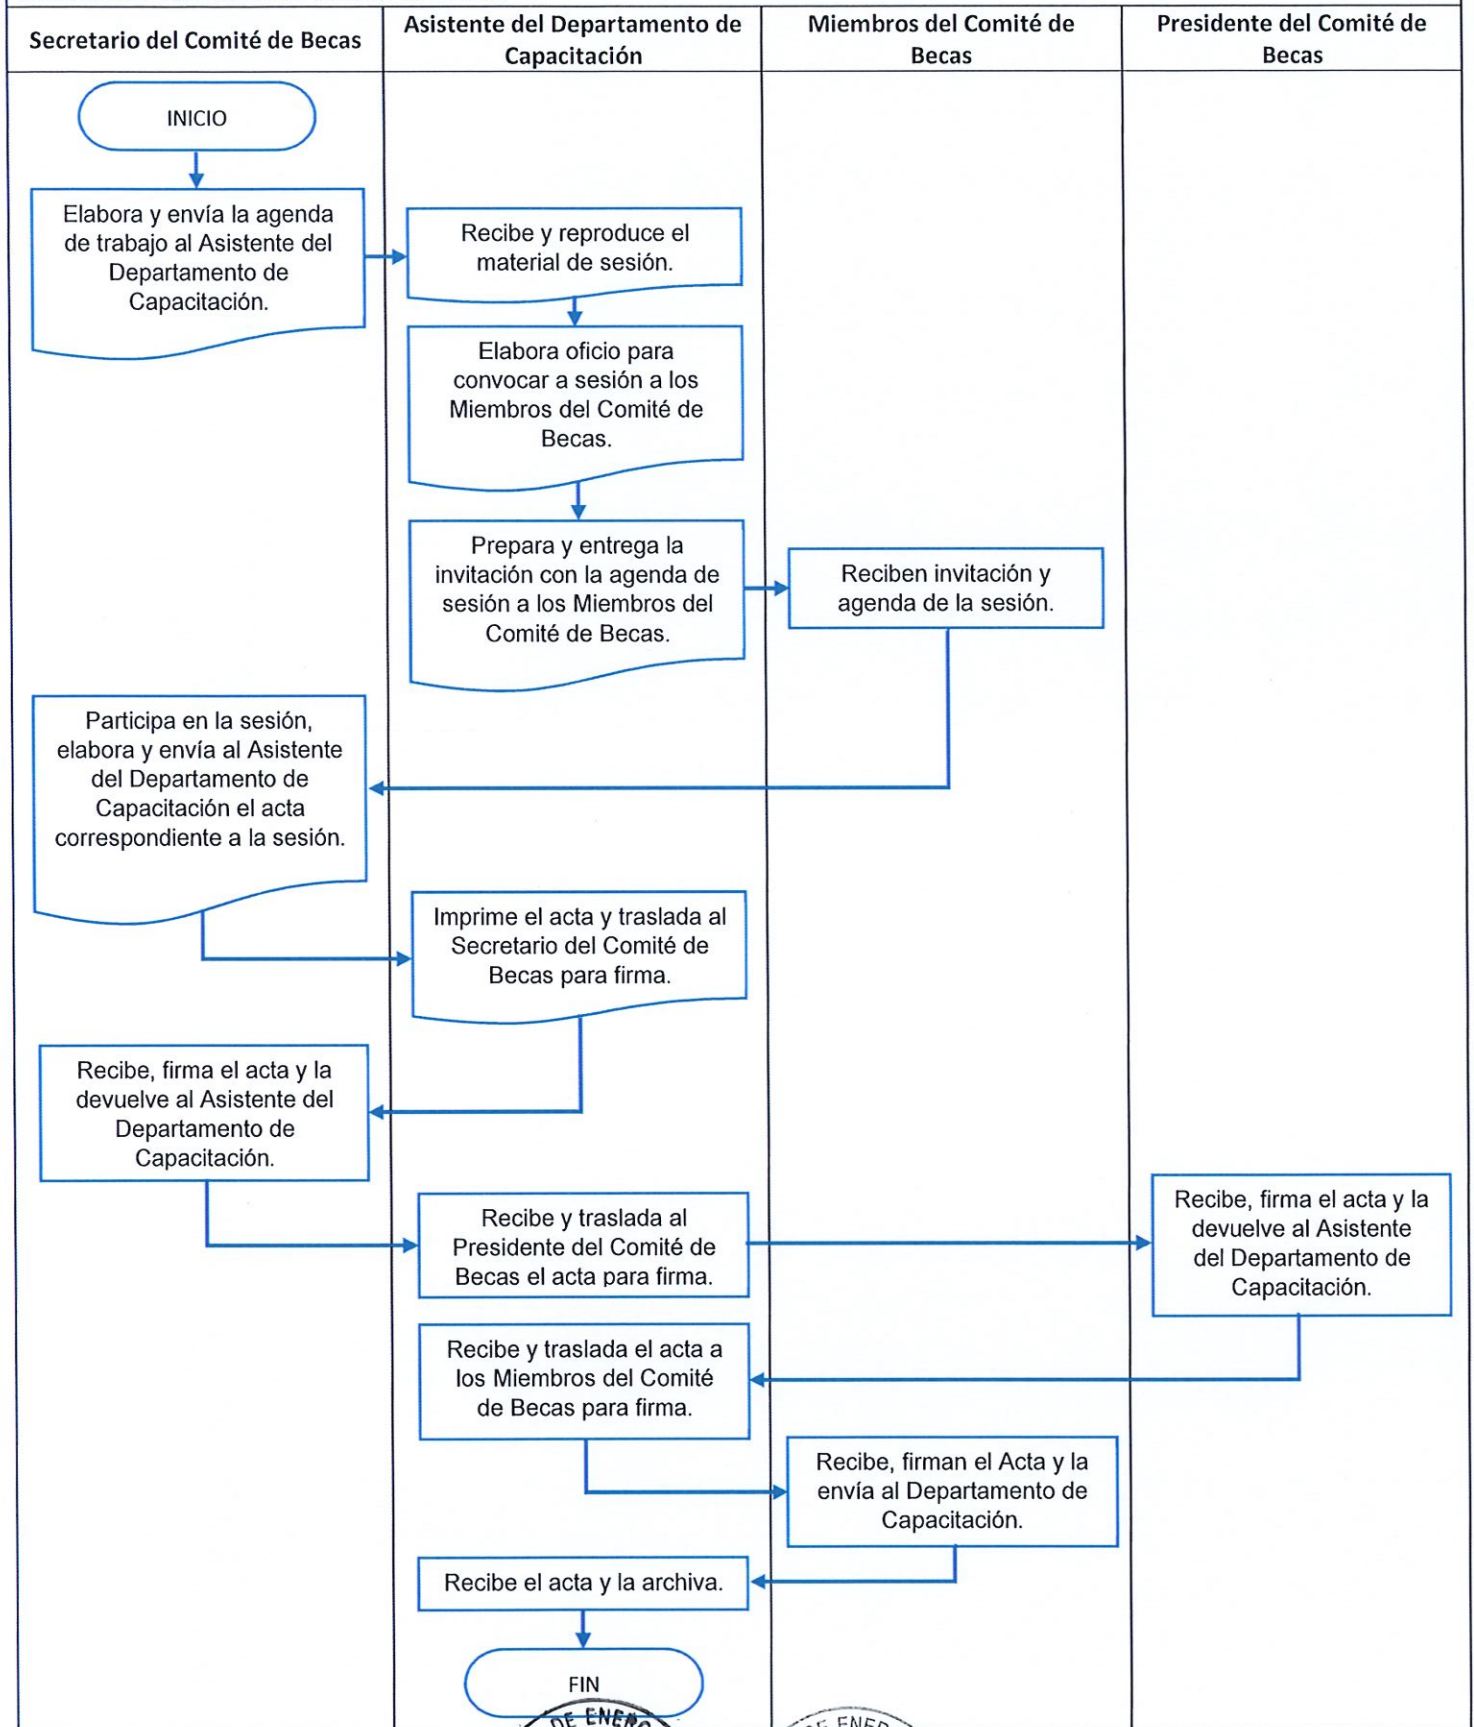 Secretario del Comité de Becas
Asistente del Departamento de
Capacitación
Miembros del Comité de
Becas
Presidente del Comité de
Becas
INICIO
Elabora y envía la agenda
de trabajo al Asistente del
Departamento de
Capacitación.
Recibe y reproduce el
material de sesión.
Elabora oficio para
convocar a sesión a los
Miembros del Comité de
Becas.
Prepara y entrega la
invitación con la agenda de
sesión a los Miembros del
Comité de Becas.
Reciben invitación y
agenda de la sesión.
Participa en la sesión,
elabora y envía al Asistente
del Departamento de
Capacitación el acta
correspondiente a la sesión.
Imprime el acta y traslada al
Secretario del Comité de
Becas para firma.
Recibe, firma el acta y la
devuelve al Asistente del
Departamento de
Capacitación.
Recibe y traslada al
Presidente del Comité de
Becas el acta para firma.
Recibe, firma el acta y la
devuelve al Asistente
del Departamento de
Capacitación.
Recibe y traslada el acta a
los Miembros del Comité
de Becas para firma.
Recibe, firman el Acta y la
envía al Departamento de
Capacitación.
Recibe el acta y la archiva.
FIN
DE
DE